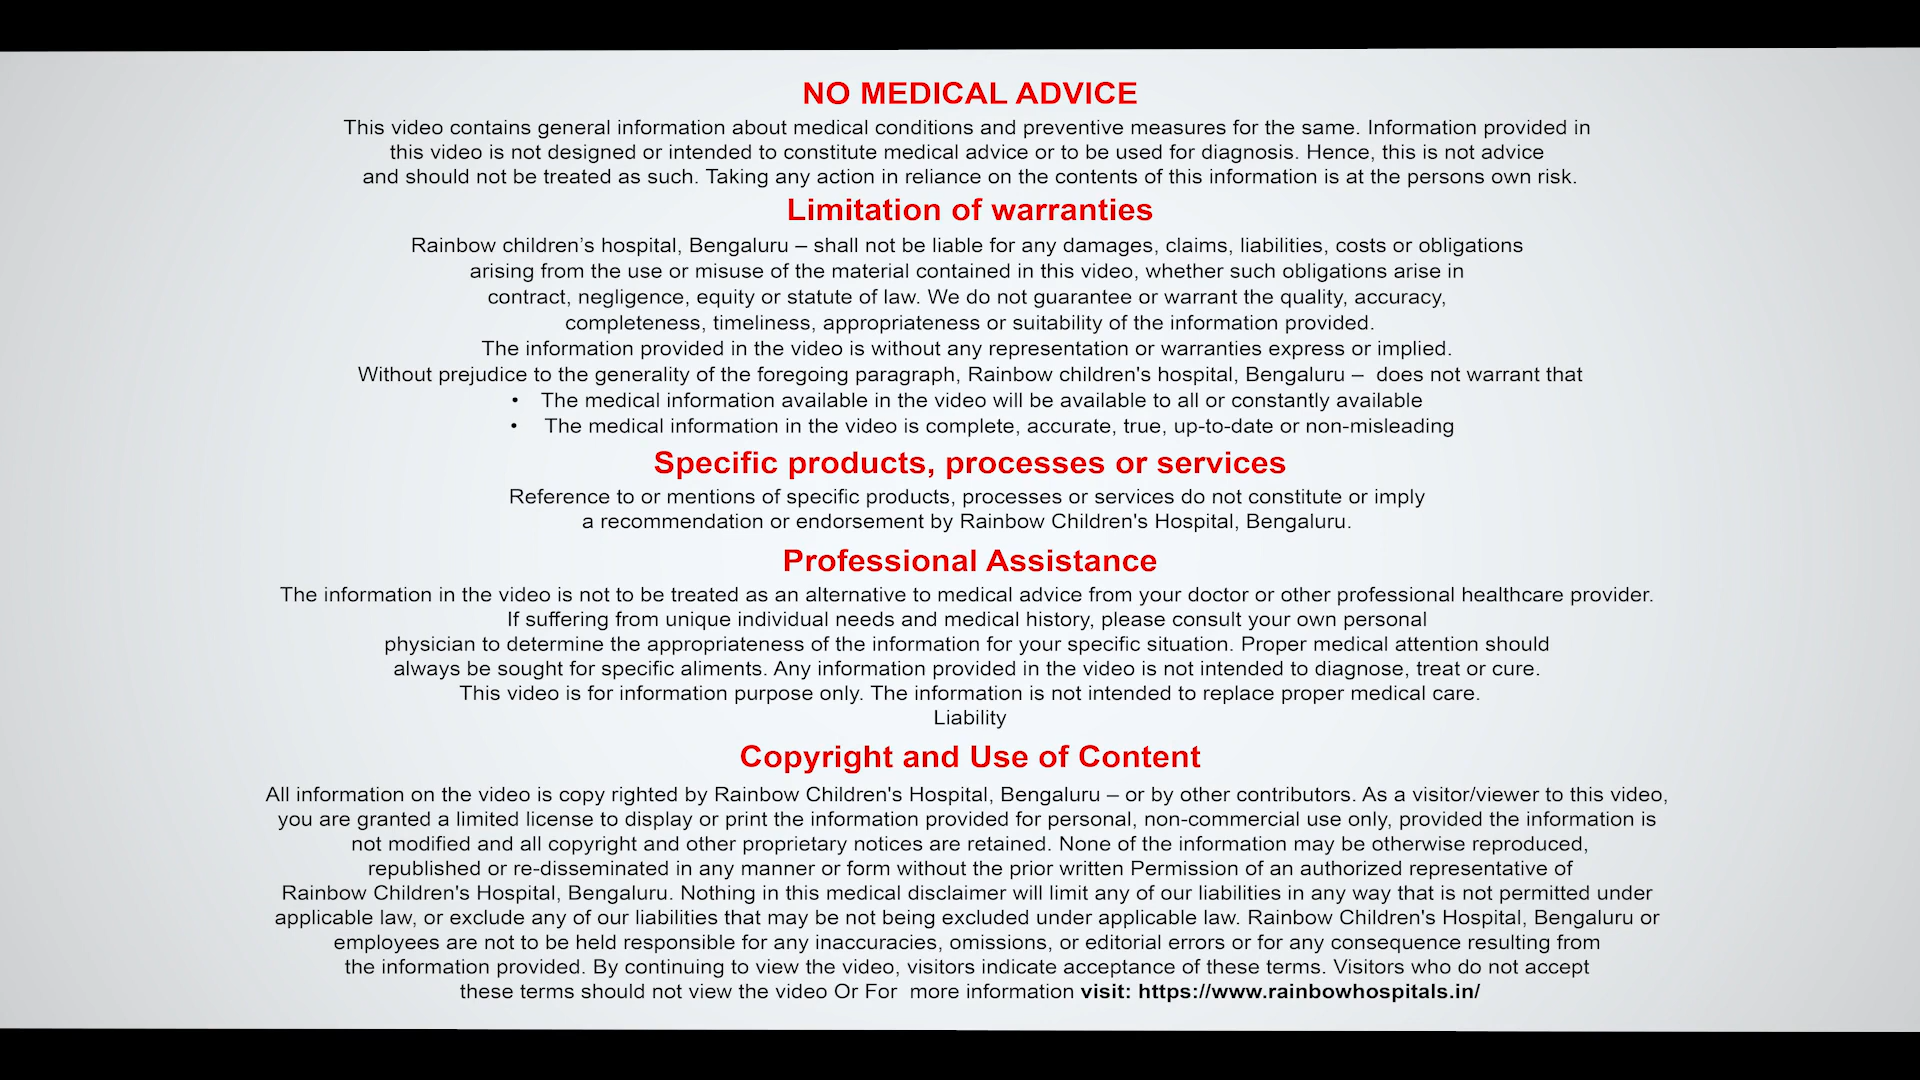 NO MEDICAL ADVICE
This video contains general information about medical conditions and preventive measures for the same. Information provided in
this video is not designed or intended to constitute medical advice or to be used for diagnosis. Hence, this is not advice
and should not be treated as such. Taking any action in reliance on the contents of this information is at the persons own risk.
Limitation of warranties
Rainbow children’s hospital, Bengaluru – shall not be liable for any damages, claims, liabilities, costs or obligations
arising from the use or misuse of the material contained in this video, whether such obligations arise in
contract, negligence, equity or statute of law. We do not guarantee or warrant the quality, accuracy,
completeness, timeliness, appropriateness or suitability of the information provided.
The information provided in the video is without any representation or warranties express or implied.
Without prejudice to the generality of the foregoing paragraph, Rainbow children's hospital, Bengaluru – does not warrant that
• The medical information available in the video will be available to all or constantly available
• The medical information in the video is complete, accurate, true, up-to-date or non-misleading
Specific products, processes or services
Reference to or mentions of specific products, processes or services do not constitute or imply
a recommendation or endorsement by Rainbow Children's Hospital, Bengaluru.
Professional Assistance
The information in the video is not to be treated as an alternative to medical advice from your doctor or other professional healthcare provider.
If suffering from unique individual needs and medical history, please consult your own personal
physician to determine the appropriateness of the information for your specific situation. Proper medical attention should
always be sought for specific aliments. Any information provided in the video is not intended to diagnose, treat or cure.
This video is for information purpose only. The information is not intended to replace proper medical care.
Liability
Copyright and Use of Content
All information on the video is copy righted by Rainbow Children's Hospital, Bengaluru – or by other contributors. As a visitor/viewer to this video,
you are granted a limited license to display or print the information provided for personal, non-commercial use only, provided the information is
not modified and all copyright and other proprietary notices are retained. None of the information may be otherwise reproduced,
republished or re-disseminated in any manner or form without the prior written Permission of an authorized representative of
Rainbow Children's Hospital, Bengaluru. Nothing in this medical disclaimer will limit any of our liabilities in any way that is not permitted under
applicable law, or exclude any of our liabilities that may be not being excluded under applicable law. Rainbow Children's Hospital, Bengaluru or
employees are not to be held responsible for any inaccuracies, omissions, or editorial errors or for any consequence resulting from
the information provided. By continuing to view the video, visitors indicate acceptance of these terms. Visitors who do not accept
these terms should not view the video Or For more information visit: https://www.rainbowhospitals.in/